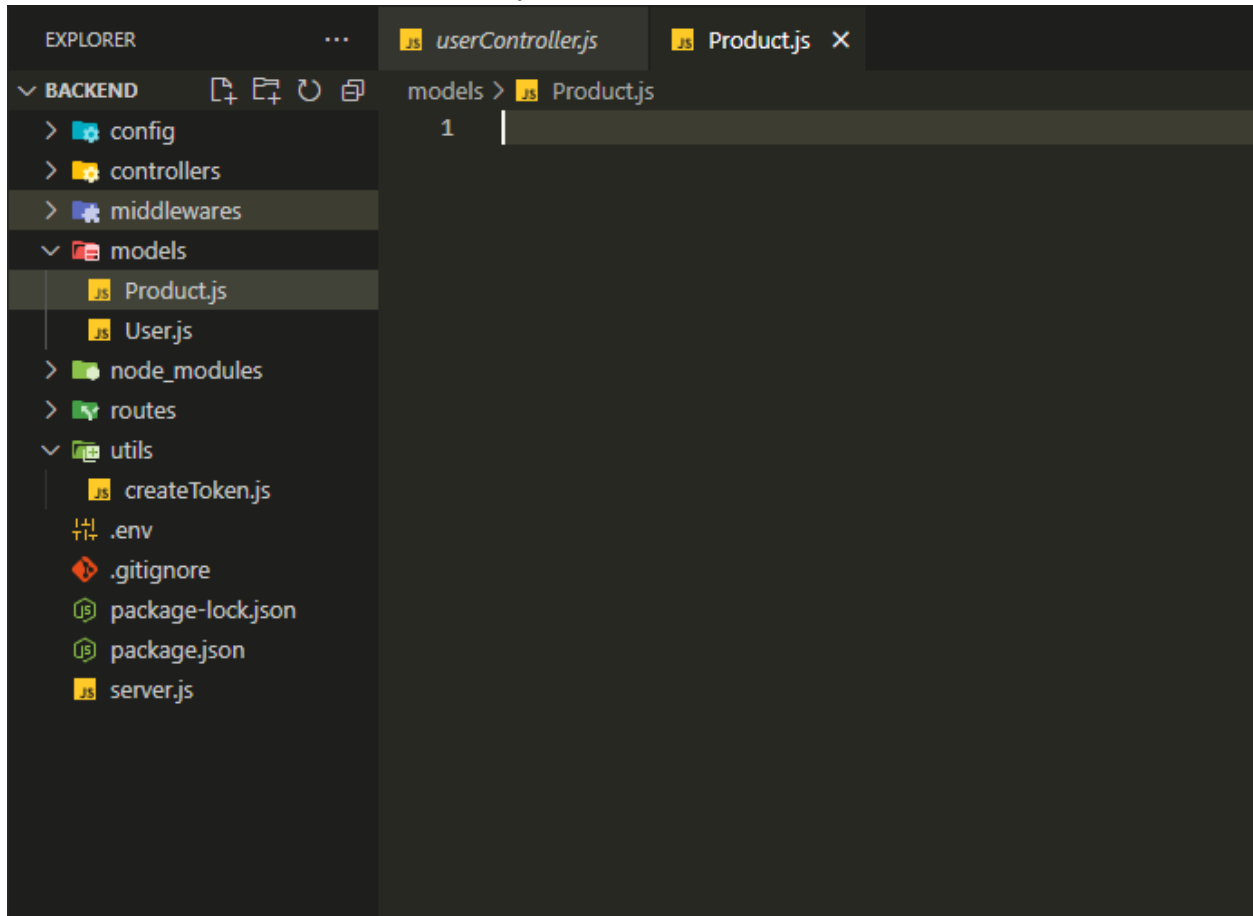 EXPLORER
userController.js
Product.js
BACKEND
models > Product.js
1
config
controllers
middlewares
models
Product.js
User.js
node_modules
routes
utils
createToken.js
.env
.gitignore
package-lock.json
package.json
server.js